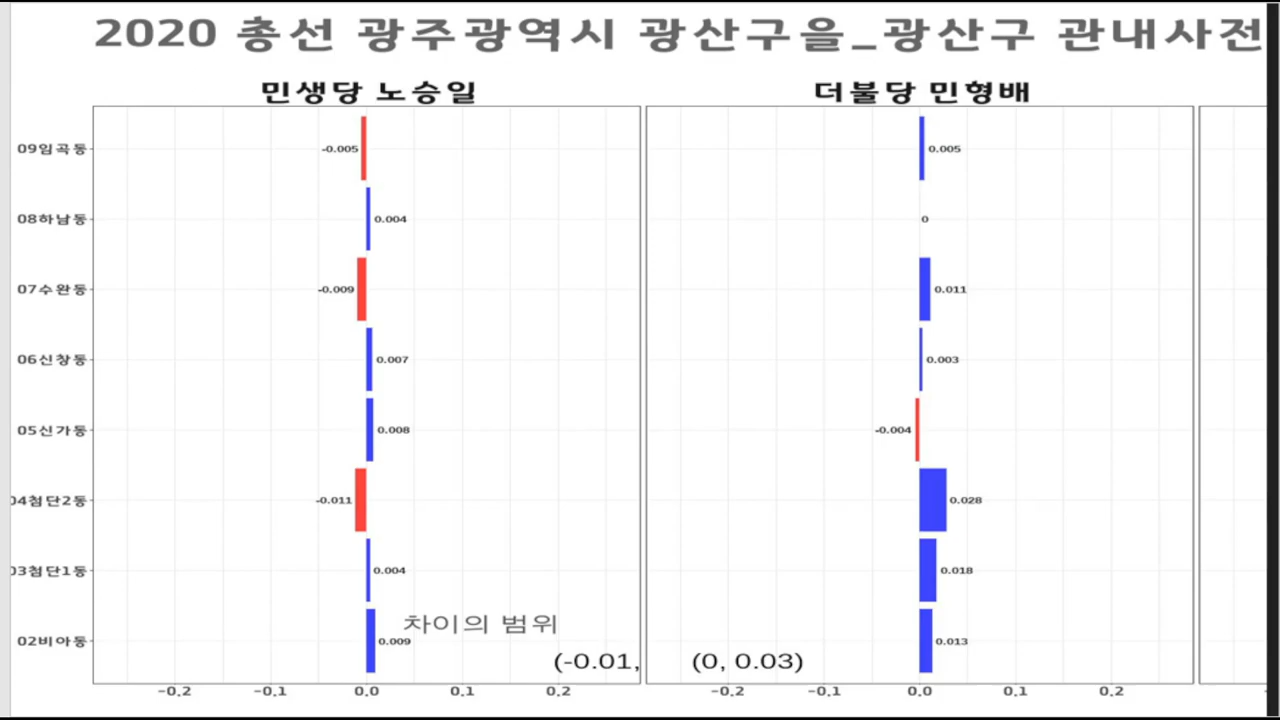 2020 총선 광주광역시 광산구을_광산구 관내사전
민생당 노승일
더불당 민형배
09임곡동
-0.005
0.005
08하남동
0.004
0
07수완동
-0.009
0.011
06신창동
0.007
0.003
05신가동
0.008
-0.004
04첨단2동
-0.011
0.028
03첨단1동
0.004
0.018
02비아동
0.009
0.013
차이의 범위
(-0.01,
(0, 0.03)
-0.2 -0.1 0.0 0.1 0.2
-0.2 -0.1 0.0 0.1 0.2